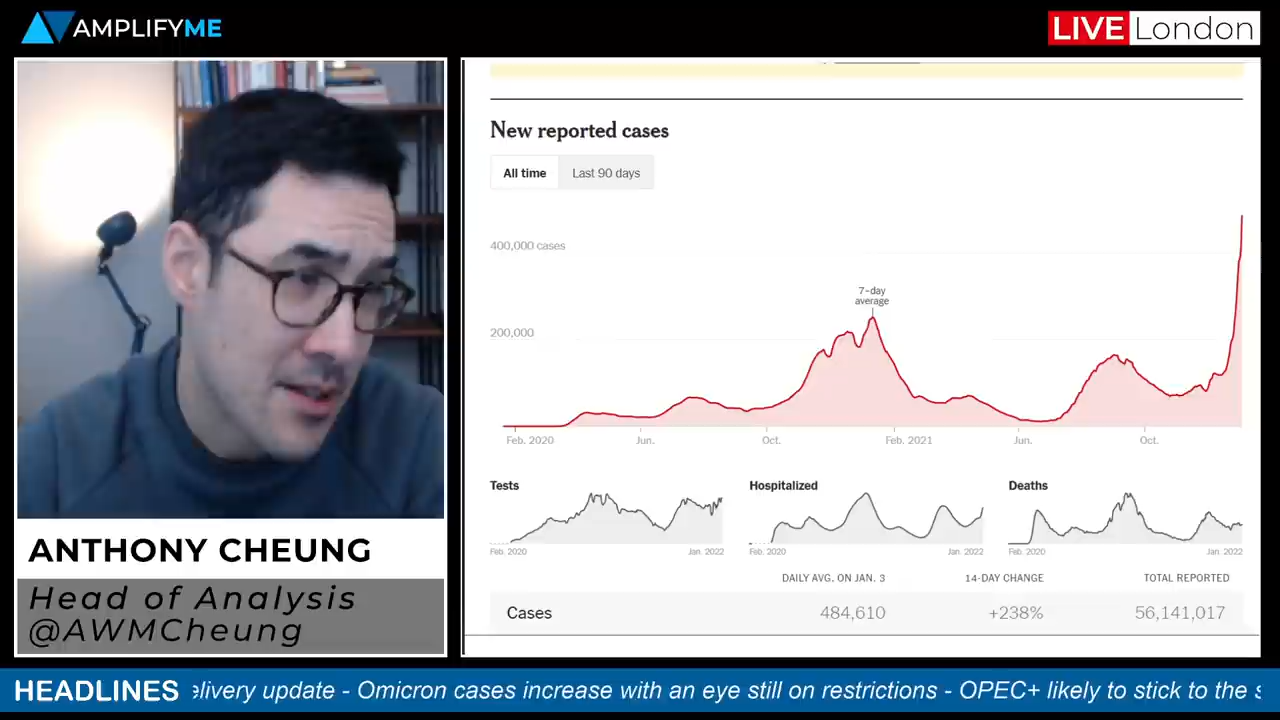 AMPLIFYME
LIVE London
New reported cases
All time Last 90 days
400,000 cases
7-day
average
200,000
Feb. 2020 Jun. Oct. Feb. 2021 Jun. Oct.
Tests Hospitalized Deaths
Feb. 2020 Jan. 2022 Feb. 2020 Jan. 2022 Feb. 2020 Jan. 2022
DAILY AVG. ON JAN. 3 14-DAY CHANGE TOTAL REPORTED
Cases 484,610 +238% 56,141,017
ANTHONY CHEUNG
Head of Analysis
@AWMCheung
HEADLINES elivery update - Omicron cases increase with an eye still on restrictions - OPEC+ likely to stick to the s